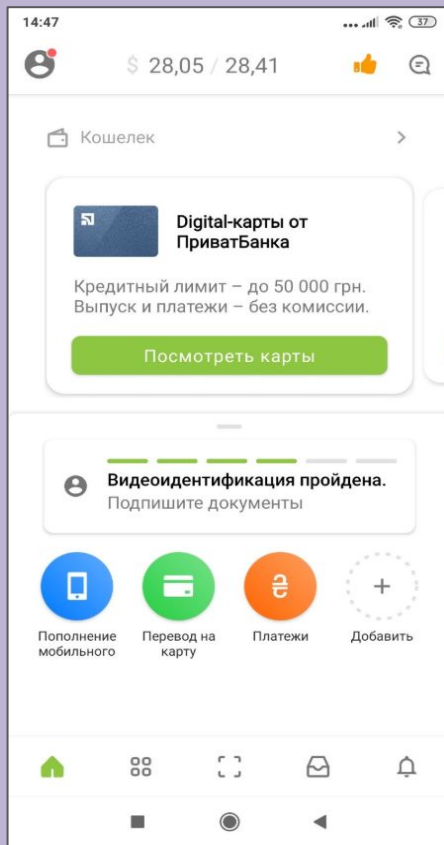 14:47
37
$ 28,05 / 28,41
Кошелек
Digital-карты от
ПриватБанка
Кредитный лимит – до 50 000 грн.
Выпуск и платежи – без комиссии.
Посмотреть карты
Видеоидентификация пройдена.
Подпишите документы
Пополнение
мобильного
Перевод на
карту
Платежи
Добавить